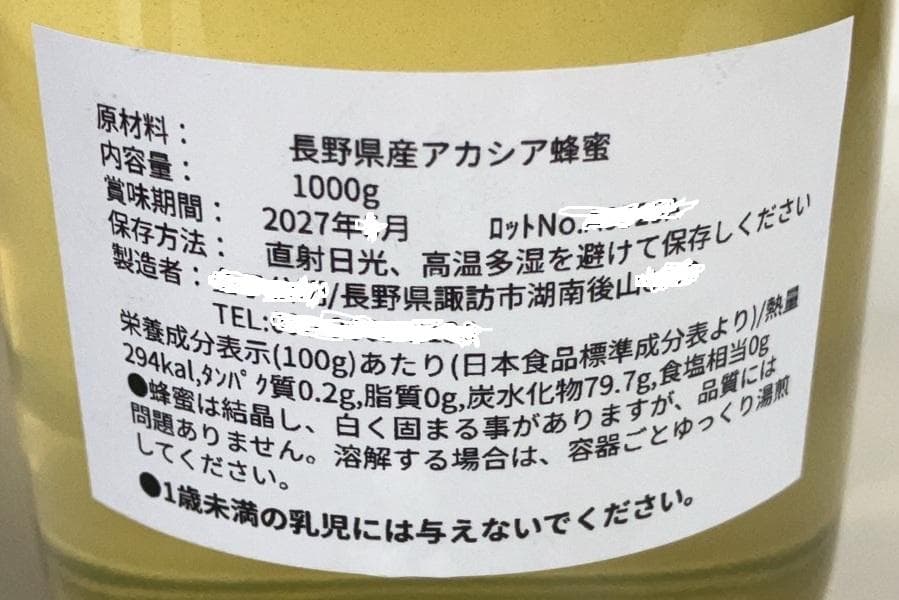 原材料： 長野県産アカシア蜂蜜
内容量： 1000g
賞味期間： 2027年 月 ﾛｯﾄNo.
保存方法： 直射日光、高温多湿を避けて保存しください
製造者： /長野県諏訪市湖南後山
TEL:
栄養成分表示(100g)あたり(日本食品標準成分表より)/熱量
294kal,ﾀﾝﾊﾟｸ質0.2g,脂質0g,炭水化物79.7g,食塩相当0g
●蜂蜜は結晶し、白く固まる事がありますが、品質には
問題ありません。溶解する場合は、容器ごとゆっくり湯煎
してください。
●1歳未満の乳児には与えないでください。